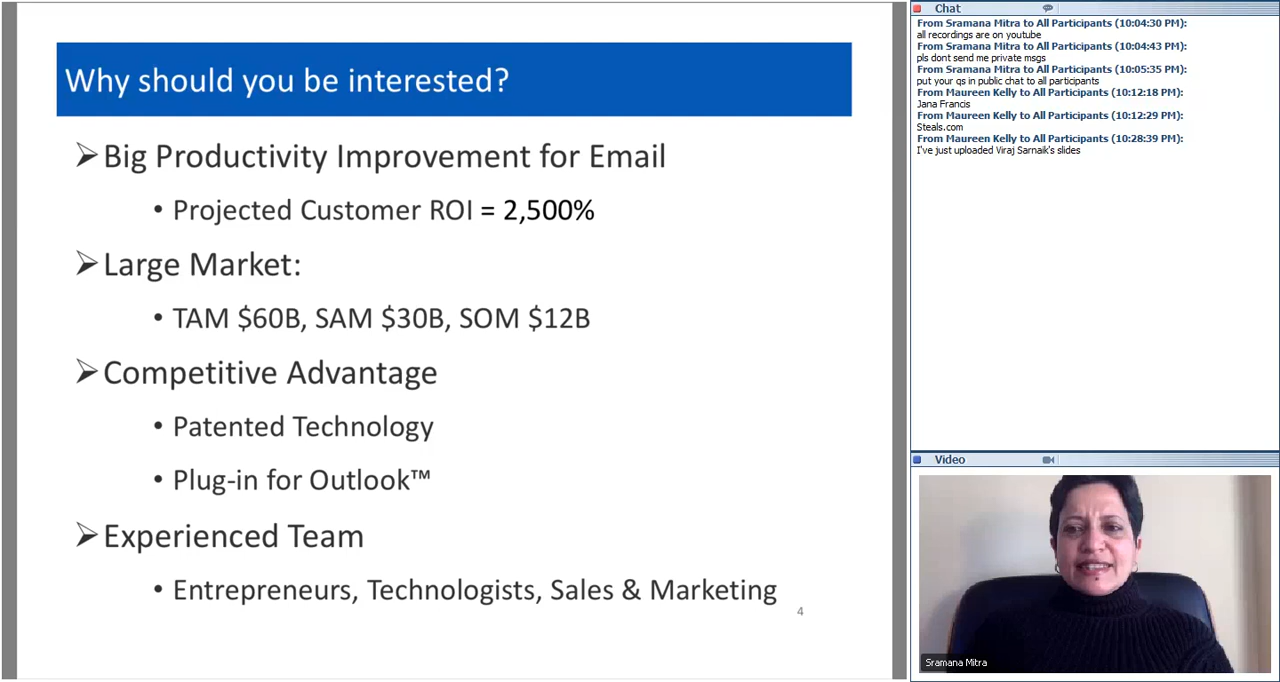 Why should you be interested?
Big Productivity Improvement for Email
• Projected Customer ROI = 2,500%
Large Market:
• TAM $60B, SAM $30B, SOM $12B
Competitive Advantage
• Patented Technology
• Plug-in for Outlook™
Experienced Team
• Entrepreneurs, Technologists, Sales & Marketing
4
Chat
From Sramana Mitra to All Participants (10:04:30 PM):
all recordings are on youtube
From Sramana Mitra to All Participants (10:04:43 PM):
pls dont send me private msgs
From Sramana Mitra to All Participants (10:05:35 PM):
put your qs in public chat to all participants
From Maureen Kelly to All Participants (10:12:18 PM):
Jana Francis
From Maureen Kelly to All Participants (10:12:29 PM):
Steals.com
From Maureen Kelly to All Participants (10:28:39 PM):
I've just uploaded Viraj Sarnaik's slides
Video
Sramana Mitra